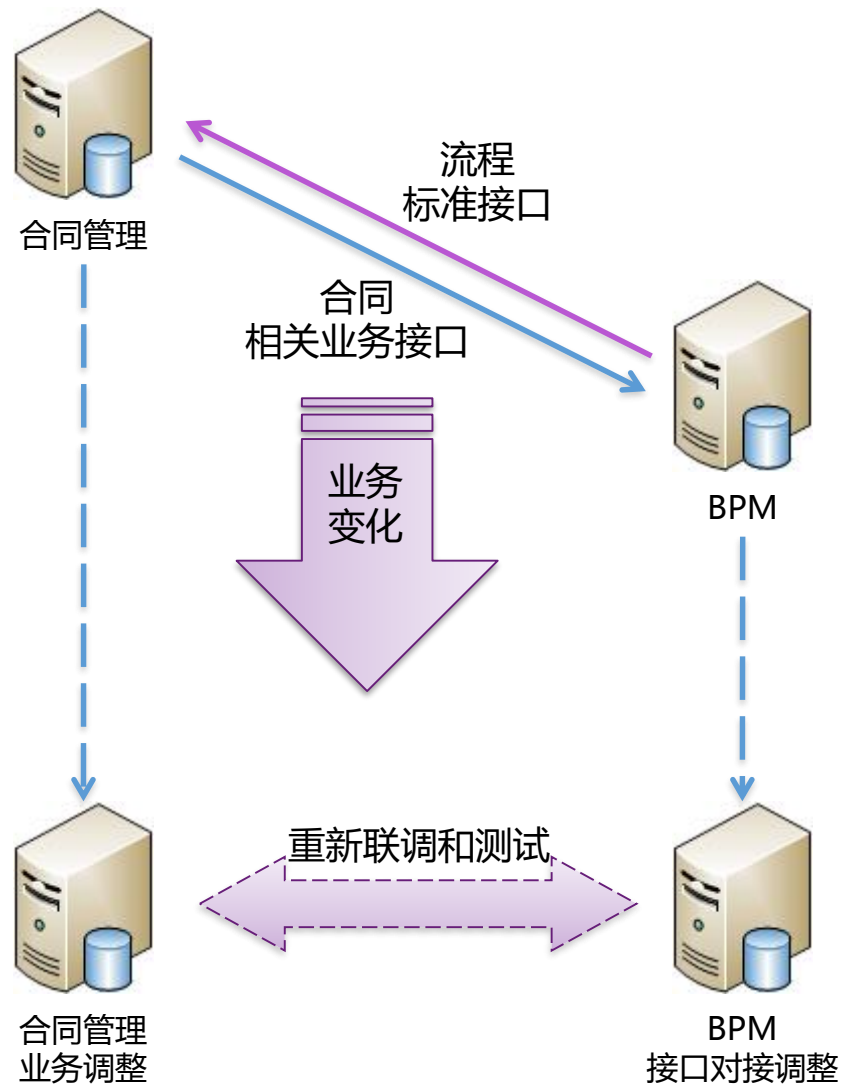 流程
标准接口
合同管理
合同
相关业务接口
业务
变化
BPM
重新联调和测试
合同管理
业务调整
BPM
接口对接调整